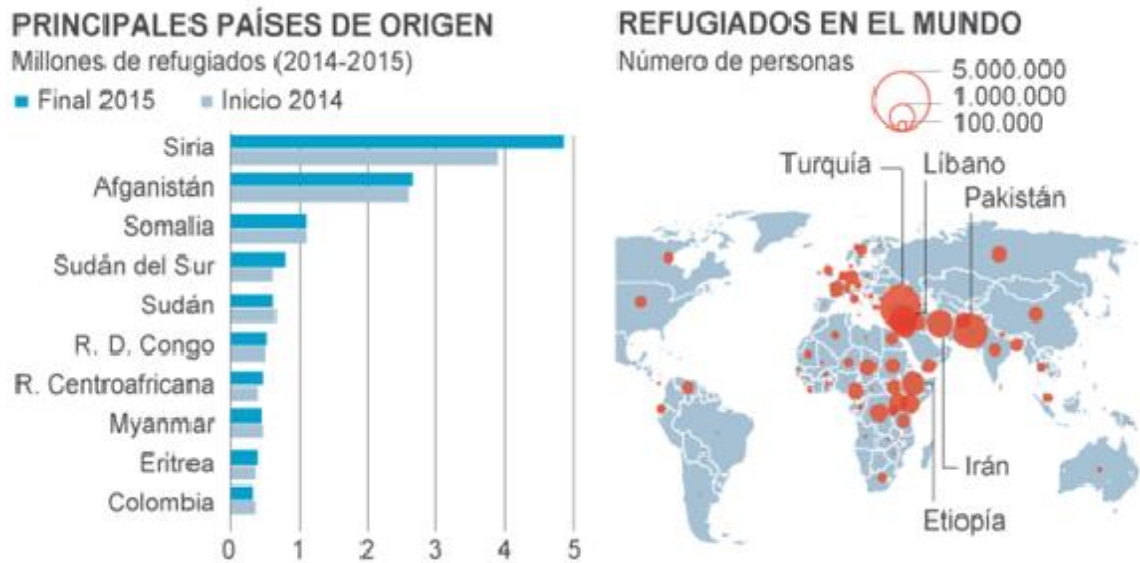 PRINCIPALES PAÍSES DE ORIGEN
Millones de refugiados (2014-2015)
Final 2015 Inicio 2014
Siria
Afganistán
Somalia
Sudán del Sur
Sudán
R. D. Congo
R. Centroafricana
Myanmar
Eritrea
Colombia
0 1 2 3 4 5
REFUGIADOS EN EL MUNDO
Número de personas
5.000.000
1.000.000
100.000
Turquía Líbano
Pakistán
Irán
Etiopía